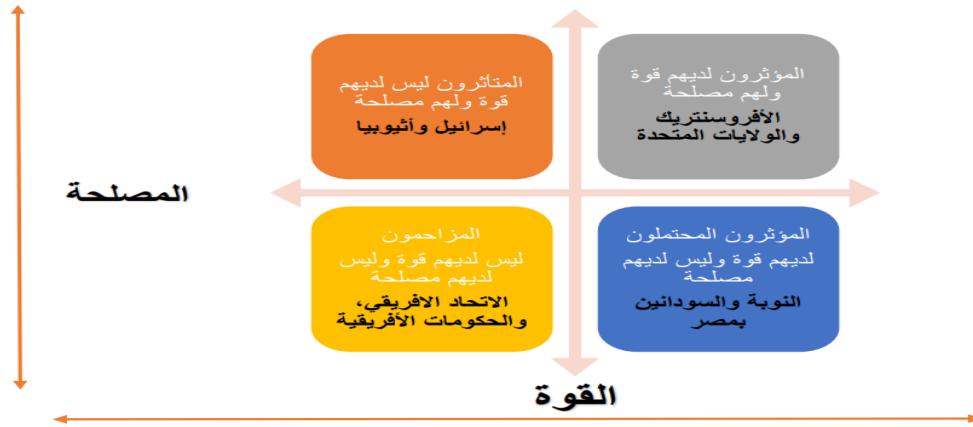 المؤثرون لديهم قوة
ولهم مصلحة
الأفروسنتريك
والولايات المتحدة
المتأثرون ليس لديهم
قوة ولهم مصلحة
إسرائيل وأثيوبيا
المصلحة
المؤثرون المحتملون
لديهم قوة وليس لديهم
مصلحة
النوبة والسودانين
بمصر
المزاحمون
ليس لديهم قوة وليس
لديهم مصلحة
الاتحاد الافريقي،
والحكومات الأفريقية
القوة